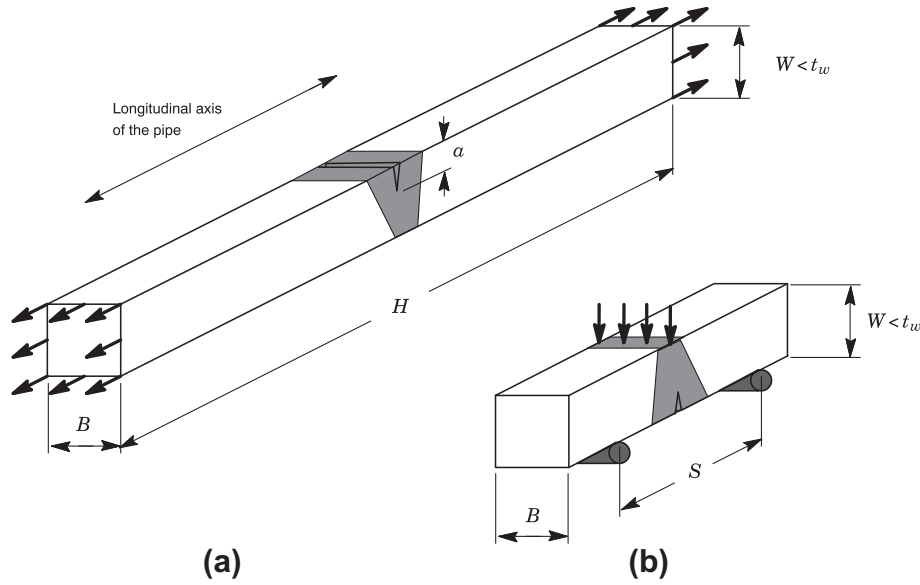 W < t_w
Longitudinal axis
of the pipe
a
H
W < t_w
B
S
B
(a)
(b)